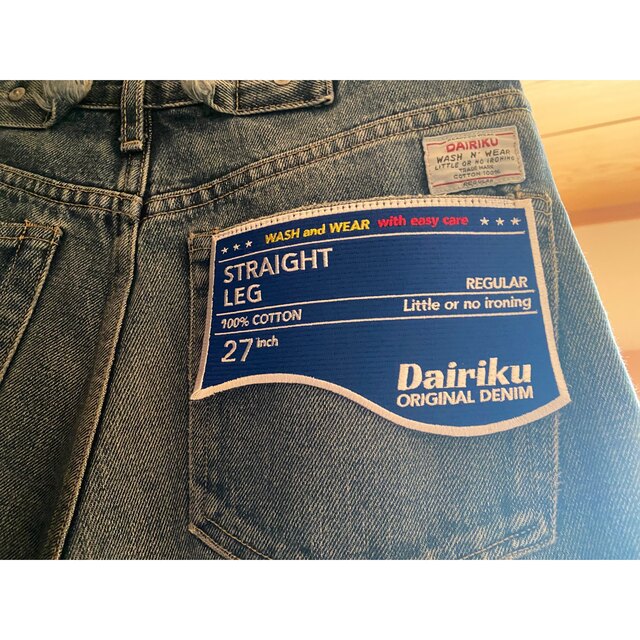 DAIRIKU
WASH N' WEAR
LITTLE OR NO IRONING
COTTON 100%
REGULAR
WASH and WEAR with easy care
STRAIGHT
LEG
REGULAR
100% COTTON
Little or no ironing
27 inch
Dairiku
ORIGINAL DENIM